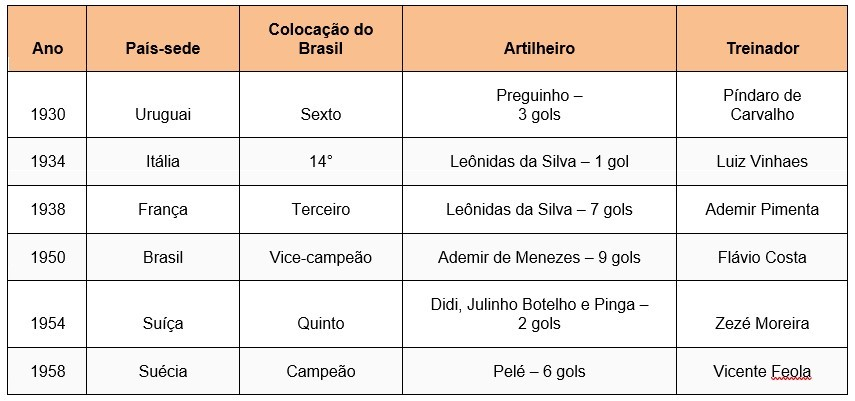 Ano País-sede Colocação do Brasil Artilheiro Treinador
1930 Uruguai Sexto Preguinho – 3 gols Píndaro de Carvalho
1934 Itália 14° Leônidas da Silva – 1 gol Luiz Vinhaes
1938 França Terceiro Leônidas da Silva – 7 gols Ademir Pimenta
1950 Brasil Vice-campeão Ademir de Menezes – 9 gols Flávio Costa
1954 Suíça Quinto Didi, Julinho Botelho e Pinga – 2 gols Zezé Moreira
1958 Suécia Campeão Pelé – 6 gols Vicente Feola